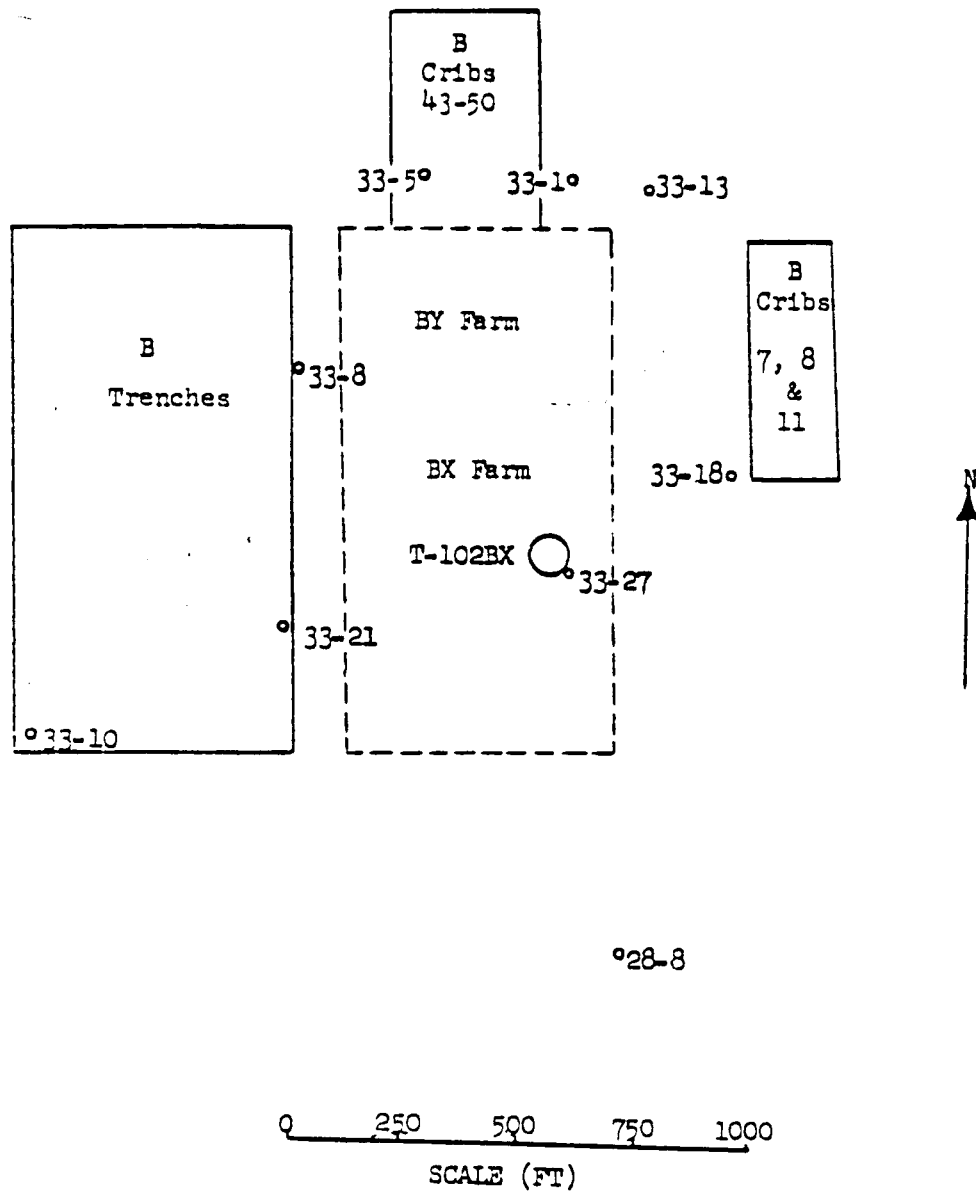 B
Cribs
43-50
33-5
33-1
33-13
B
Cribs
7, 8
&
11
BY Farm
B
Trenches
33-8
BX Farm
33-18
N
T-102BX
33-27
33-21
33-10
28-8
0 250 500 750 1000
SCALE (FT)